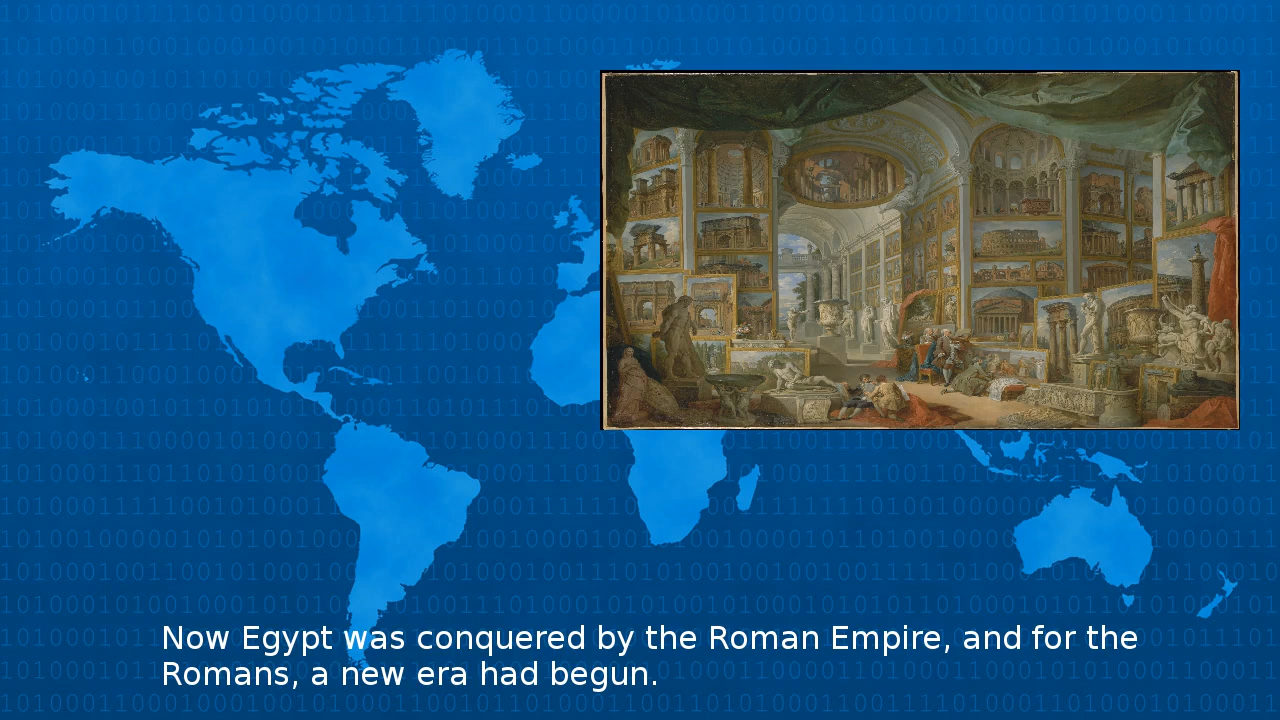 Now Egypt was conquered by the Roman Empire, and for the
Romans, a new era had begun.